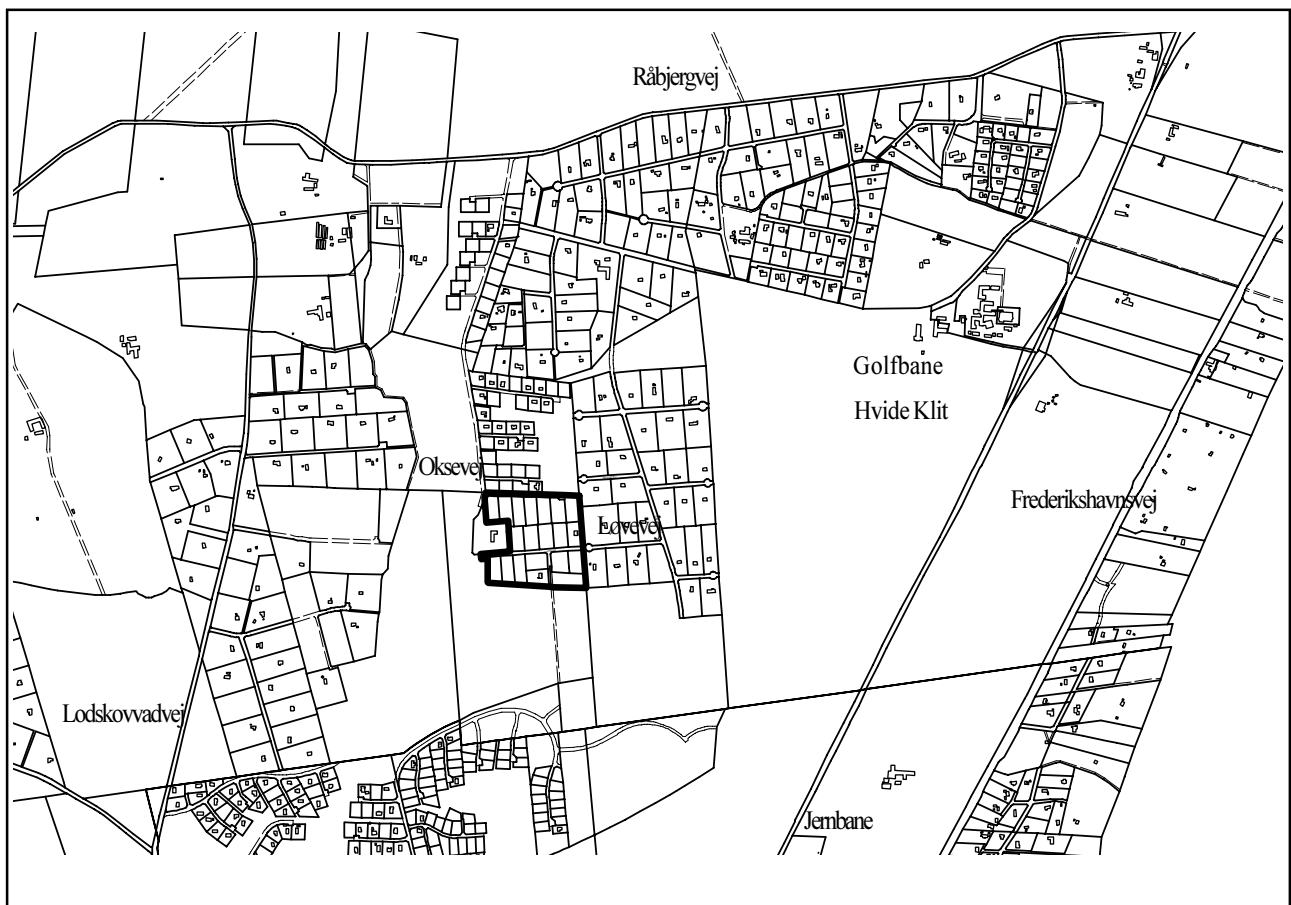 Råbjergvej
Golfbane
Hvide Klit
Oksevej
Frederikshavnsvej
Løvevej
Lodskovvadvej
Jernbane